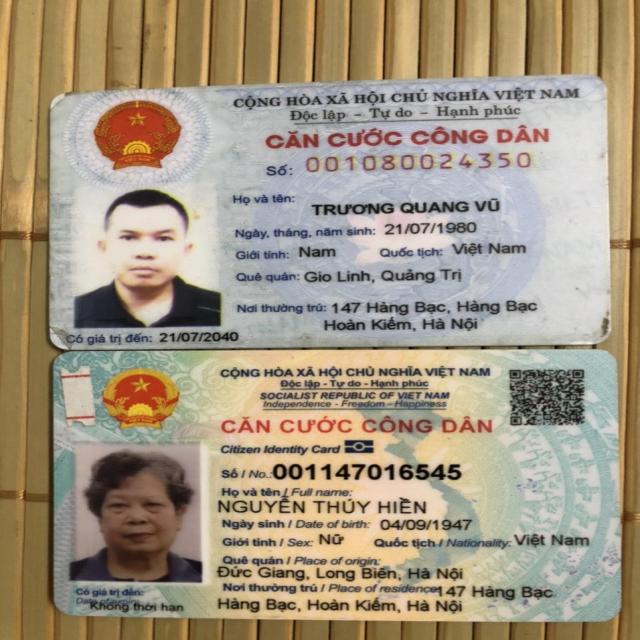 CỘNG HÒA XÃ HỘI CHỦ NGHĨA VIỆT NAM
Độc lập - Tự do - Hạnh phúc
CĂN CƯỚC CÔNG DÂN
Số: 001080024350
Họ và tên: TRƯƠNG QUANG VŨ
Ngày, tháng, năm sinh: 21/07/1980
Giới tính: Nam Quốc tịch: Việt Nam
Quê quán: Gio Linh, Quảng Trị
Nơi thường trú: 147 Hàng Bạc, Hàng Bạc
Hoàn Kiếm, Hà Nội
Có giá trị đến: 21/07/2040
CỘNG HÒA XÃ HỘI CHỦ NGHĨA VIỆT NAM
Độc lập - Tự do - Hạnh phúc
SOCIALIST REPUBLIC OF VIET NAM
Independence - Freedom - Happiness
CĂN CƯỚC CÔNG DÂN
Citizen Identity Card
Số / No.: 001147016545
Họ và tên / Full name:
NGUYỄN THÚY HIỀN
Ngày sinh / Date of birth: 04/09/1947
Giới tính / Sex: Nữ Quốc tịch / Nationality: Việt Nam
Quê quán / Place of origin:
Đức Giang, Long Biên, Hà Nội
Nơi thường trú / Place of residence: 147 Hàng Bạc
Hàng Bạc, Hoàn Kiếm, Hà Nội
Có giá trị đến:
Date of expiry
Không thời hạn